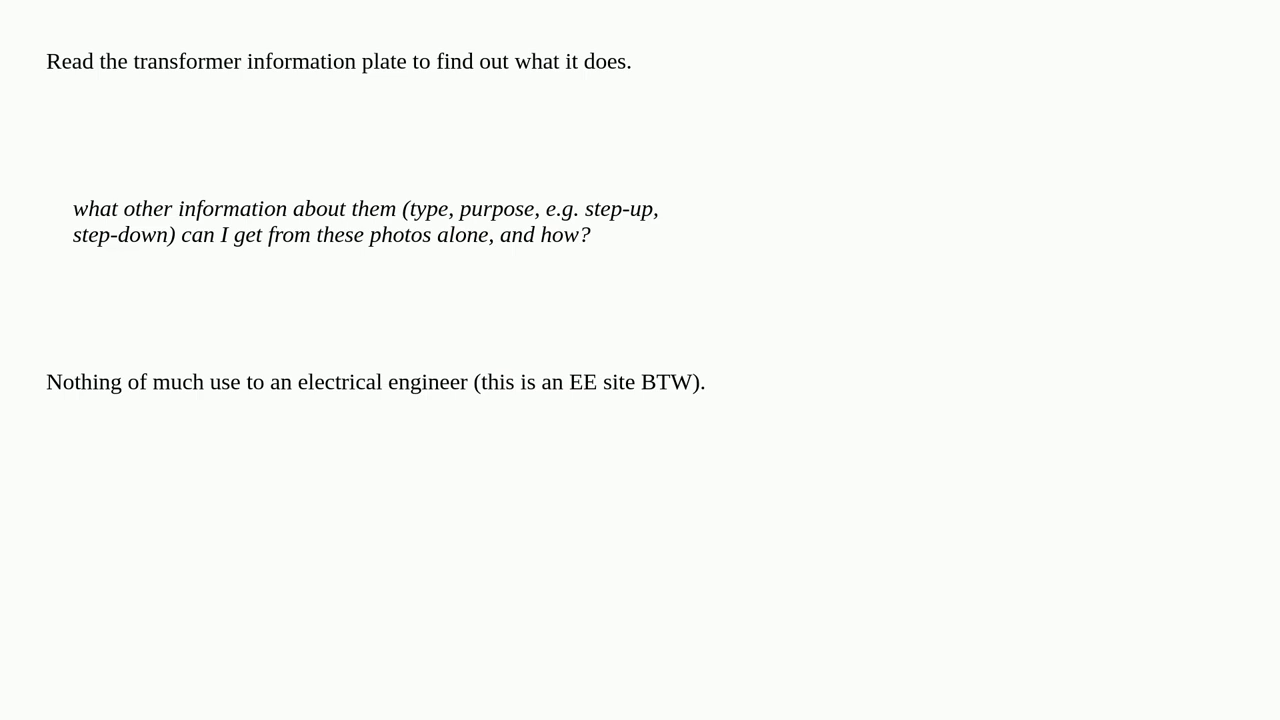 Read the transformer information plate to find out what it does.
what other information about them (type, purpose, e.g. step-up,
step-down) can I get from these photos alone, and how?
Nothing of much use to an electrical engineer (this is an EE site BTW).